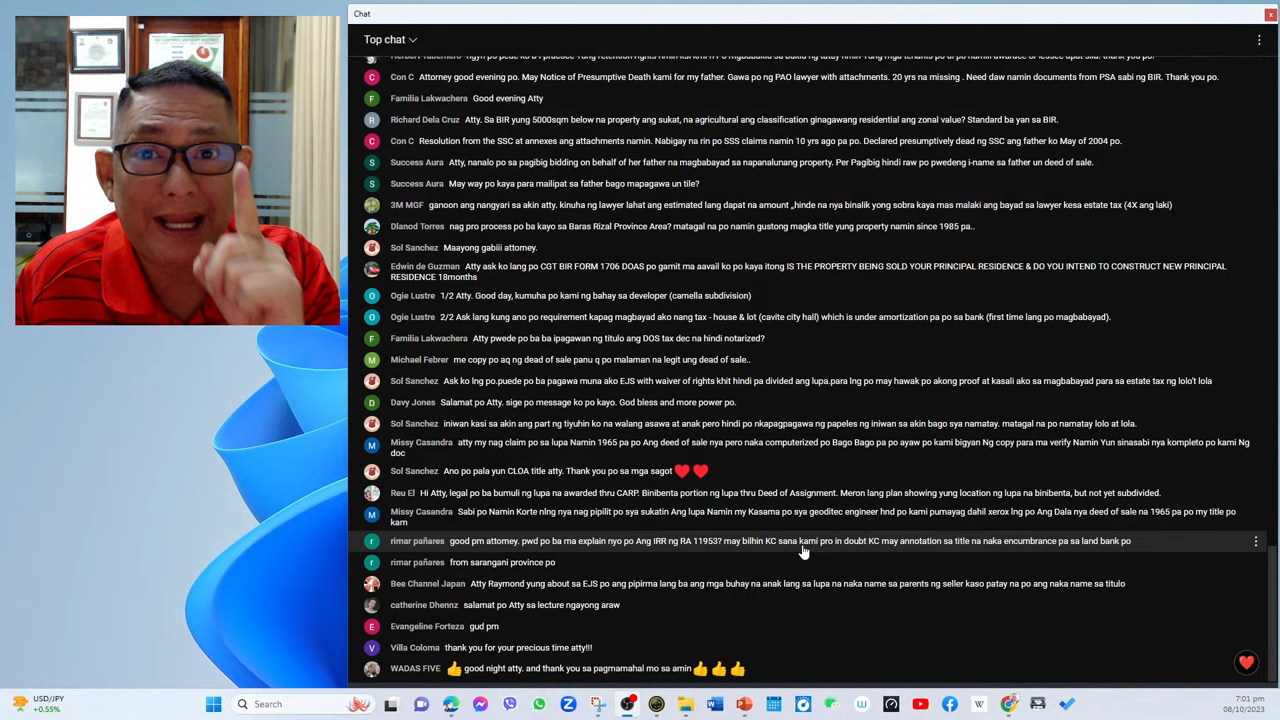 Chat
Top chat
Con C Attorney good evening po. May Notice of Presumptive Death kami for my father. Gawa po ng PAO lawyer with attachments. 20 yrs na missing . Need daw namin documents from PSA sabi ng BIR. Thank you po.
Familia Lakwachera Good evening Atty
Richard Dela Cruz Atty. Sa BIR yung 5000sqm below na property ang sukat, na agricultural ang classification ginagawang residential ang zonal value? Standard ba yan sa BIR.
Con C Resolution from the SSC at annexes ang attachments namin. Nabigay na rin po SSS claims namin 10 yrs ago pa po. Declared presumptively dead ng SSC ang father ko May of 2004 po.
Success Aura Atty, nanalo po sa pagibig bidding on behalf of her father na magbabayad sa napanalunang property. Per Pagibig hindi raw po pwedeng i-name sa father un deed of sale.
Success Aura May way po kaya para mailipat sa father bago mapagawa un tile?
3M MGF ganoon ang nangyari sa akin atty. kinuha ng lawyer lahat ang estimated lang dapat na amount ,,hinde na nya binalik yong sobra kaya mas malaki ang bayad sa lawyer kesa estate tax (4X ang laki)
Dlanod Torres nag pro process po ba kayo sa Baras Rizal Province Area? matagal na po namin gustong magka title yung property namin since 1985 pa..
Sol Sanchez Maayong gabiii attorney.
Edwin de Guzman Atty ask ko lang po CGT BIR FORM 1706 DOAS po gamit ma aavail ko po kaya itong IS THE PROPERTY BEING SOLD YOUR PRINCIPAL RESIDENCE & DO YOU INTEND TO CONSTRUCT NEW PRINCIPAL
RESIDENCE 18months
Ogie Lustre 1/2 Atty. Good day, kumuha po kami ng bahay sa developer (camella subdivision)
Ogie Lustre 2/2 Ask lang kung ano po requirement kapag magbayad ako nang tax - house & lot (cavite city hall) which is under amortization pa po sa bank (first time lang po magbabayad).
Familia Lakwachera Atty pwede po ba ba ipagawan ng titulo ang DOS tax dec na hindi notarized?
Michael Febrer me copy po aq ng dead of sale panu q po malaman na legit ung dead of sale..
Sol Sanchez Ask ko lng po.puede po ba pagawa muna ako EJS with waiver of rights khit hindi pa divided ang lupa.para lng po may hawak po akong proof at kasali ako sa magbabayad para sa estate tax ng lolo't lola
Davy Jones Salamat po Atty. sige po message ko po kayo. God bless and more power po.
Sol Sanchez iniwan kasi sa akin ang part ng tiyuhin ko na walang asawa at anak pero hindi po nkapagpagawa ng papeles ng iniwan sa akin bago sya namatay. matagal na po namatay lolo at lola.
Missy Casandra atty my nag claim po sa lupa Namin 1965 pa po Ang deed of sale nya pero naka computerized po Bago Bago pa po ayaw po kami bigyan Ng copy para ma verify Namin Yun sinasabi nya kompleto po kami Ng
doc
Sol Sanchez Ano po pala yun CLOA title atty. Thank you po sa mga sagot
Reu El Hi Atty, legal po ba bumuli ng lupa na awarded thru CARP. Binibenta portion ng lupa thru Deed of Assignment. Meron lang plan showing yung location ng lupa na binibenta, but not yet subdivided.
Missy Casandra Sabi po Namin Korte nlng nya nag pipilit po sya sukatin Ang lupa Namin my Kasama po sya geoditec engineer hnd po kami pumayag dahil xerox lng po Ang Dala nya deed of sale na 1965 pa po my title po
kam
rimar pañares good pm attorney. pwd po ba ma explain nyo po Ang IRR ng RA 11953? may bilhin KC sana kami pro in doubt KC may annotation sa title na naka encumbrance pa sa land bank po
rimar pañares from sarangani province po
Bee Channel Japan Atty Raymond yung about sa EJS po ang pipirma lang ba ang mga buhay na anak lang sa lupa na naka name sa parents ng seller kaso patay na po ang naka name sa titulo
catherine Dhennz salamat po Atty sa lecture ngayong araw
Evangeline Forteza gud pm
Villa Coloma thank you for your precious time atty!!!
WADAS FIVE 👍 good night atty. and thank you sa pagmamahal mo sa amin 👍👍👍
USD/JPY
+0.55%
Search
7:01 pm
08/10/2023